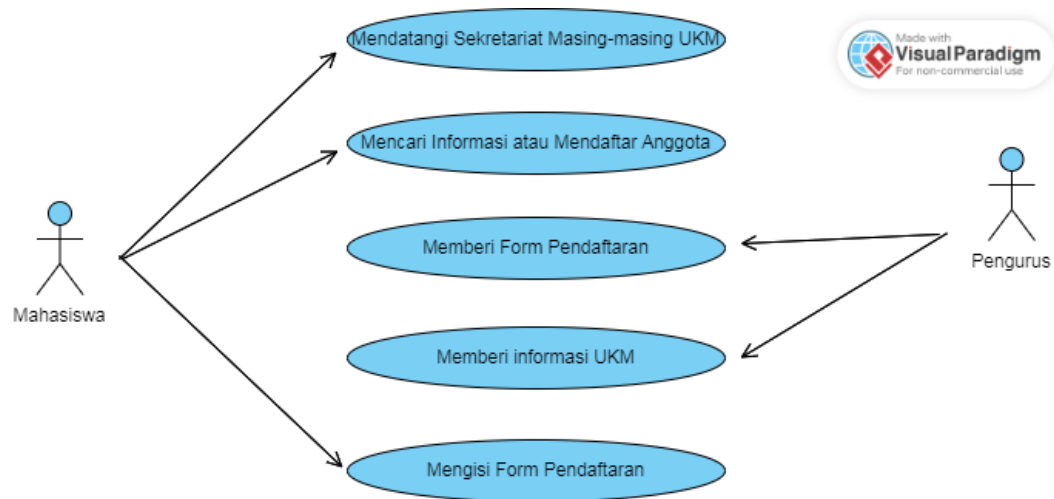 Mendatangi Sekretariat Masing-masing UKM
Made with
Visual Paradigm
For non-commercial use
Mencari Informasi atau Mendaftar Anggota
Memberi Form Pendaftaran
Pengurus
Mahasiswa
Memberi informasi UKM
Mengisi Form Pendaftaran